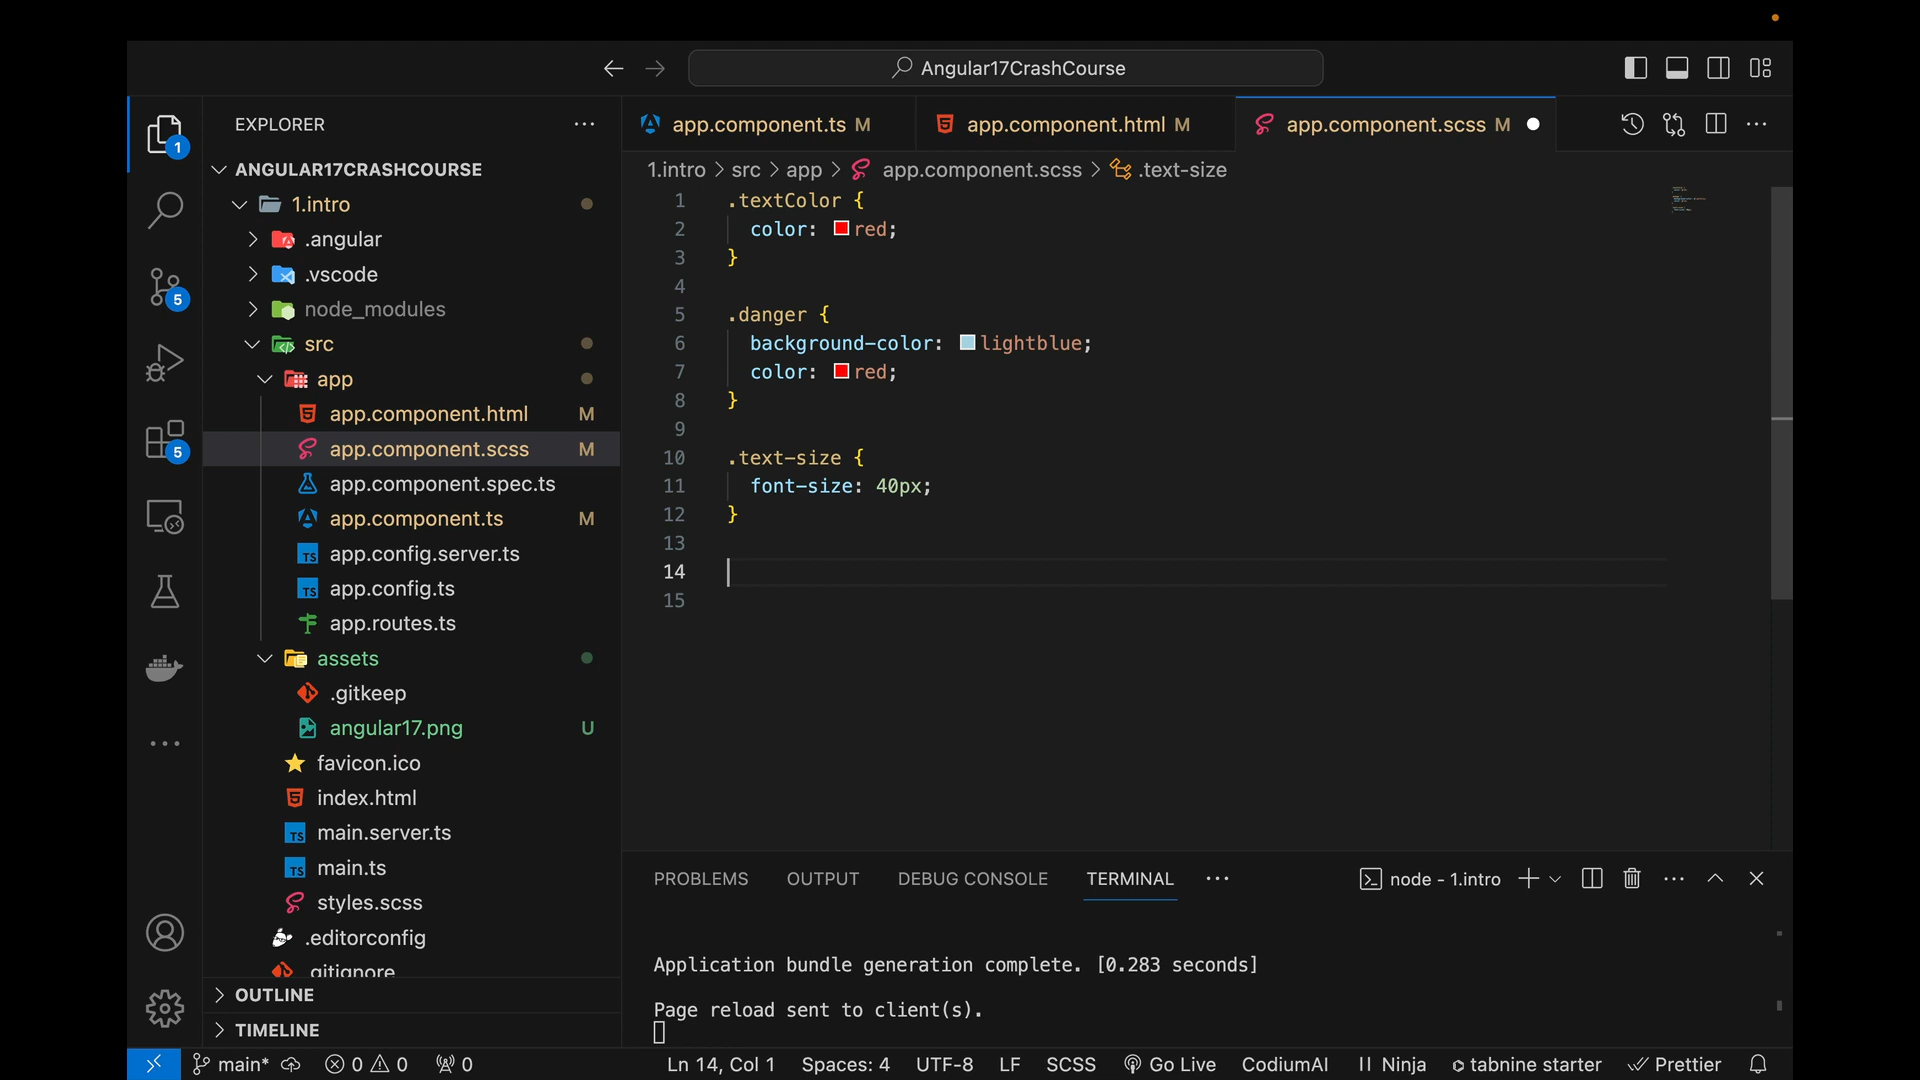 Angular17CrashCourse
1
5
5
EXPLORER
ANGULAR17CRASHCOURSE
1.intro
.angular
.vscode
node_modules
src
app
app.component.html M
app.component.scss M
app.component.spec.ts
app.component.ts M
app.config.server.ts
app.config.ts
app.routes.ts
assets
.gitkeep
angular17.png U
favicon.ico
index.html
main.server.ts
main.ts
styles.scss
.editorconfig
.gitignore
OUTLINE
TIMELINE
app.component.ts M
app.component.html M
app.component.scss M
1.intro > src > app > app.component.scss > .text-size
1 .textColor {
2 color: red;
3 }
4
5 .danger {
6 background-color: lightblue;
7 color: red;
8 }
9
10 .text-size {
11 font-size: 40px;
12 }
13
14
15
PROBLEMS OUTPUT DEBUG CONSOLE TERMINAL
node - 1.intro
Application bundle generation complete. [0.283 seconds]
Page reload sent to client(s).
main* 0 0 0 Ln 14, Col 1 Spaces: 4 UTF-8 LF SCSS Go Live CodiumAI Ninja tabnine starter Prettier